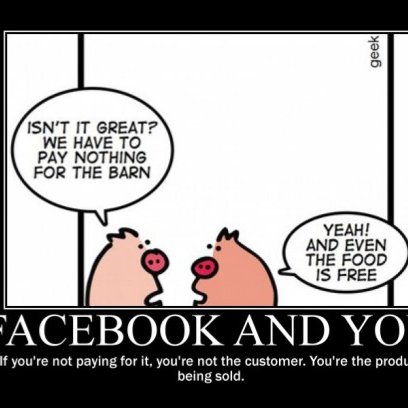 geek
ISN'T IT GREAT?
WE HAVE TO
PAY NOTHING
FOR THE BARN
YEAH!
AND EVEN
THE FOOD
IS FREE
FACEBOOK AND YO
If you're not paying for it, you're not the customer. You're the produ
being sold.